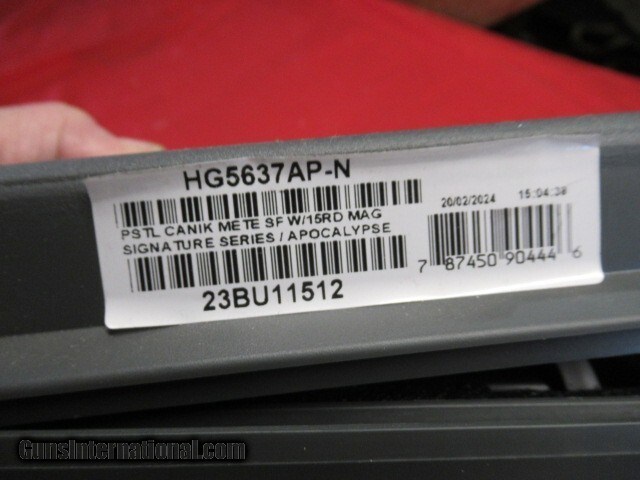 HG5637AP-N
PSTL CANIK METE SF W/15RD MAG
SIGNATURE SERIES / APOCALYPSE
23BU11512
20/02/2024 15:04:38
7 87450 90444 6
GunsInternational.com